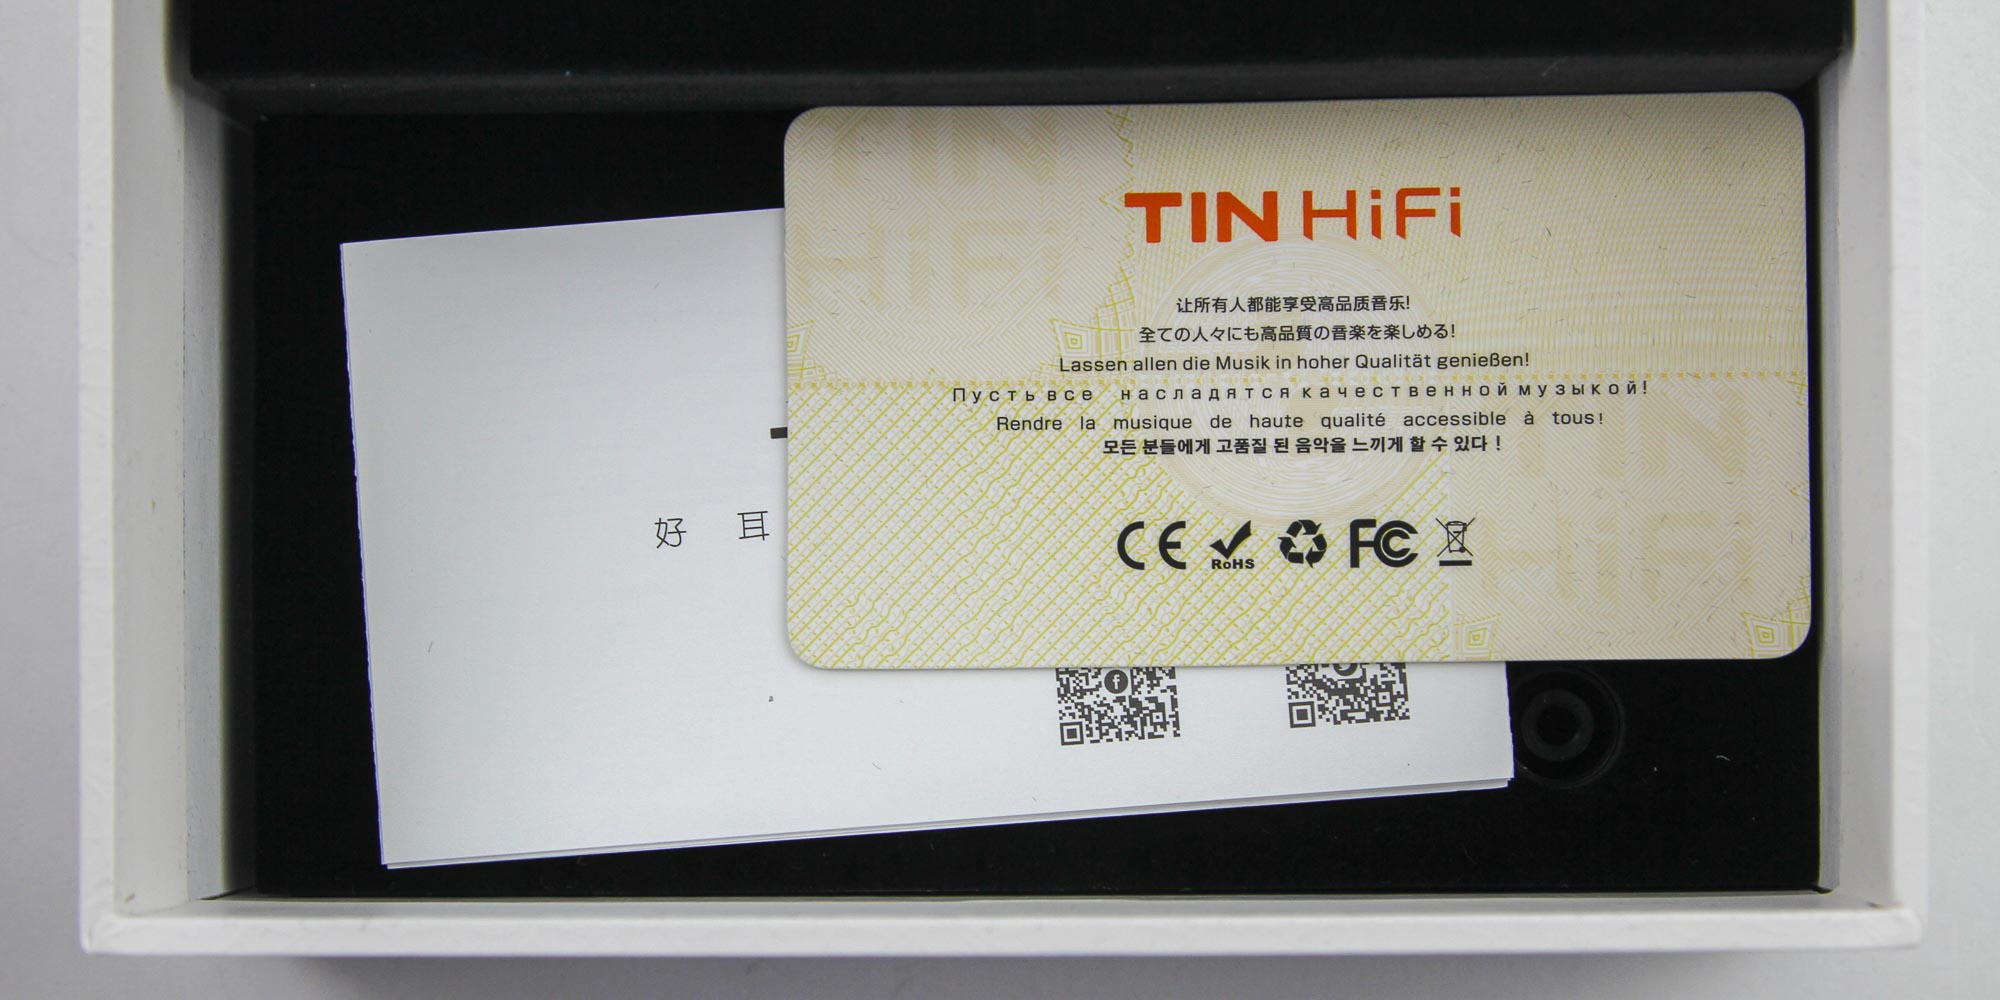 TIN HiFi
让所有人都能享受高品质音乐!
全ての人々にも高品質の音楽を楽しめる!
Lassen allen die Musik in hoher Qualität genießen!
Пусть все насладятся качественной музыкой!
Rendre la musique de haute qualité accessible à tous!
모든 분들에게 고품질 된 음악을 느끼게 할 수 있다 !
CE RoHS FC
好 耳